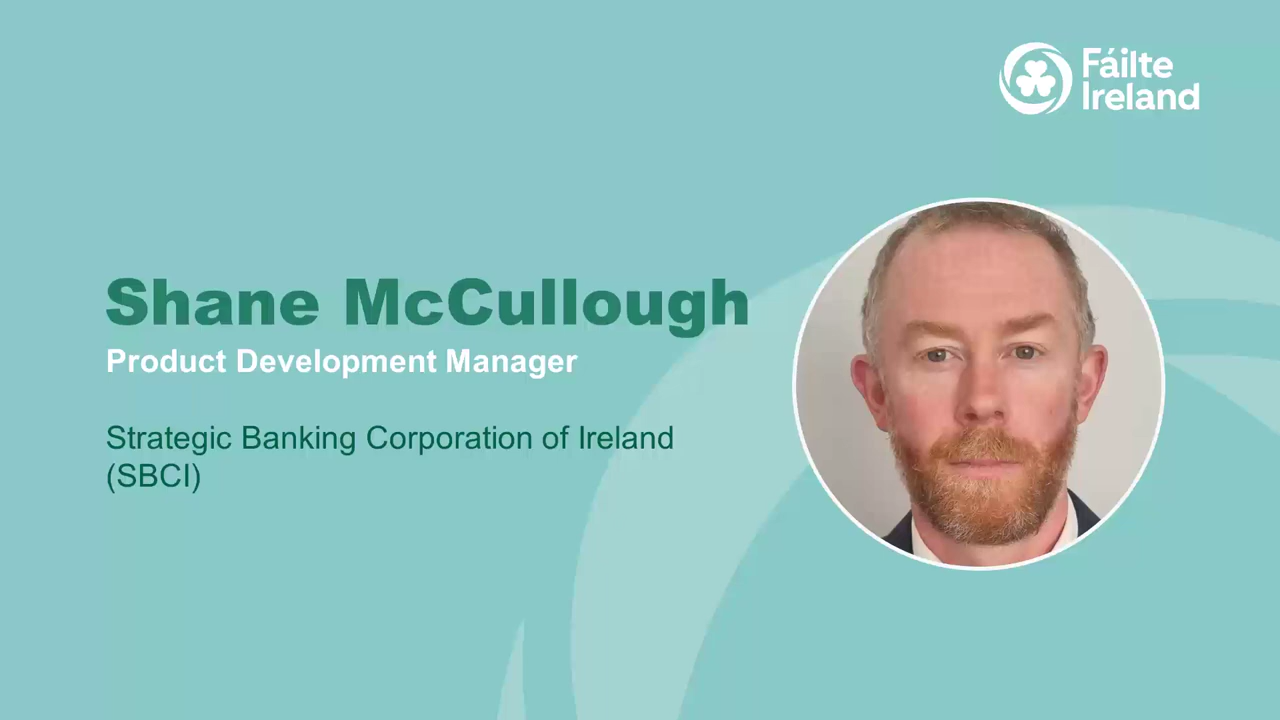 Fáilte
Ireland
Shane McCullough
Product Development Manager
Strategic Banking Corporation of Ireland
(SBCI)